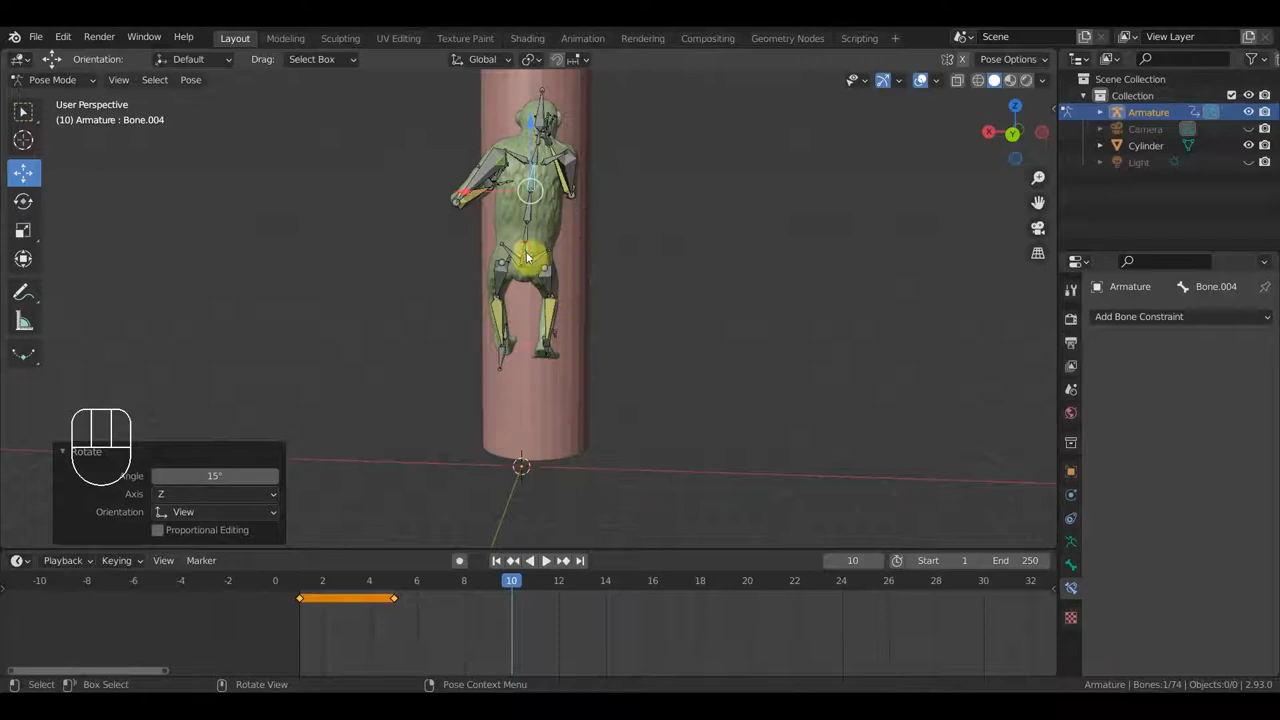 File Edit Render Window Help Layout Modeling Sculpting UV Editing Texture Paint Shading Animation Rendering Compositing Geometry Nodes Scripting + Scene View Layer
Orientation: Default Drag: Select Box Global X Y Z Pose Options
Pose Mode View Select Pose
User Perspective
(10) Armature : Bone.004
Z
X
Y
Scene Collection
Collection
Armature
Camera
Cylinder
Light
Armature Bone.004
Add Bone Constraint
Rotate
Angle 15°
Axis Z
Orientation View
Proportional Editing
Playback Keying View Marker 10 Start 1 End 250
-10 -8 -6 -4 -2 0 2 4 6 8 10 12 14 16 18 20 22 24 26 28 30 32
Select Box Select Rotate View Pose Context Menu Armature | Bones:1/74 | Objects:0/0 | 2.93.0